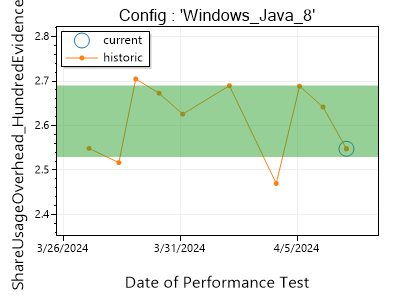 Config : 'Windows_Java_8'
current
historic
2.8
2.7
2.6
2.5
2.4
ShareUsageOverhead_HundredEvidence
3/26/2024
3/31/2024
4/5/2024
Date of Performance Test